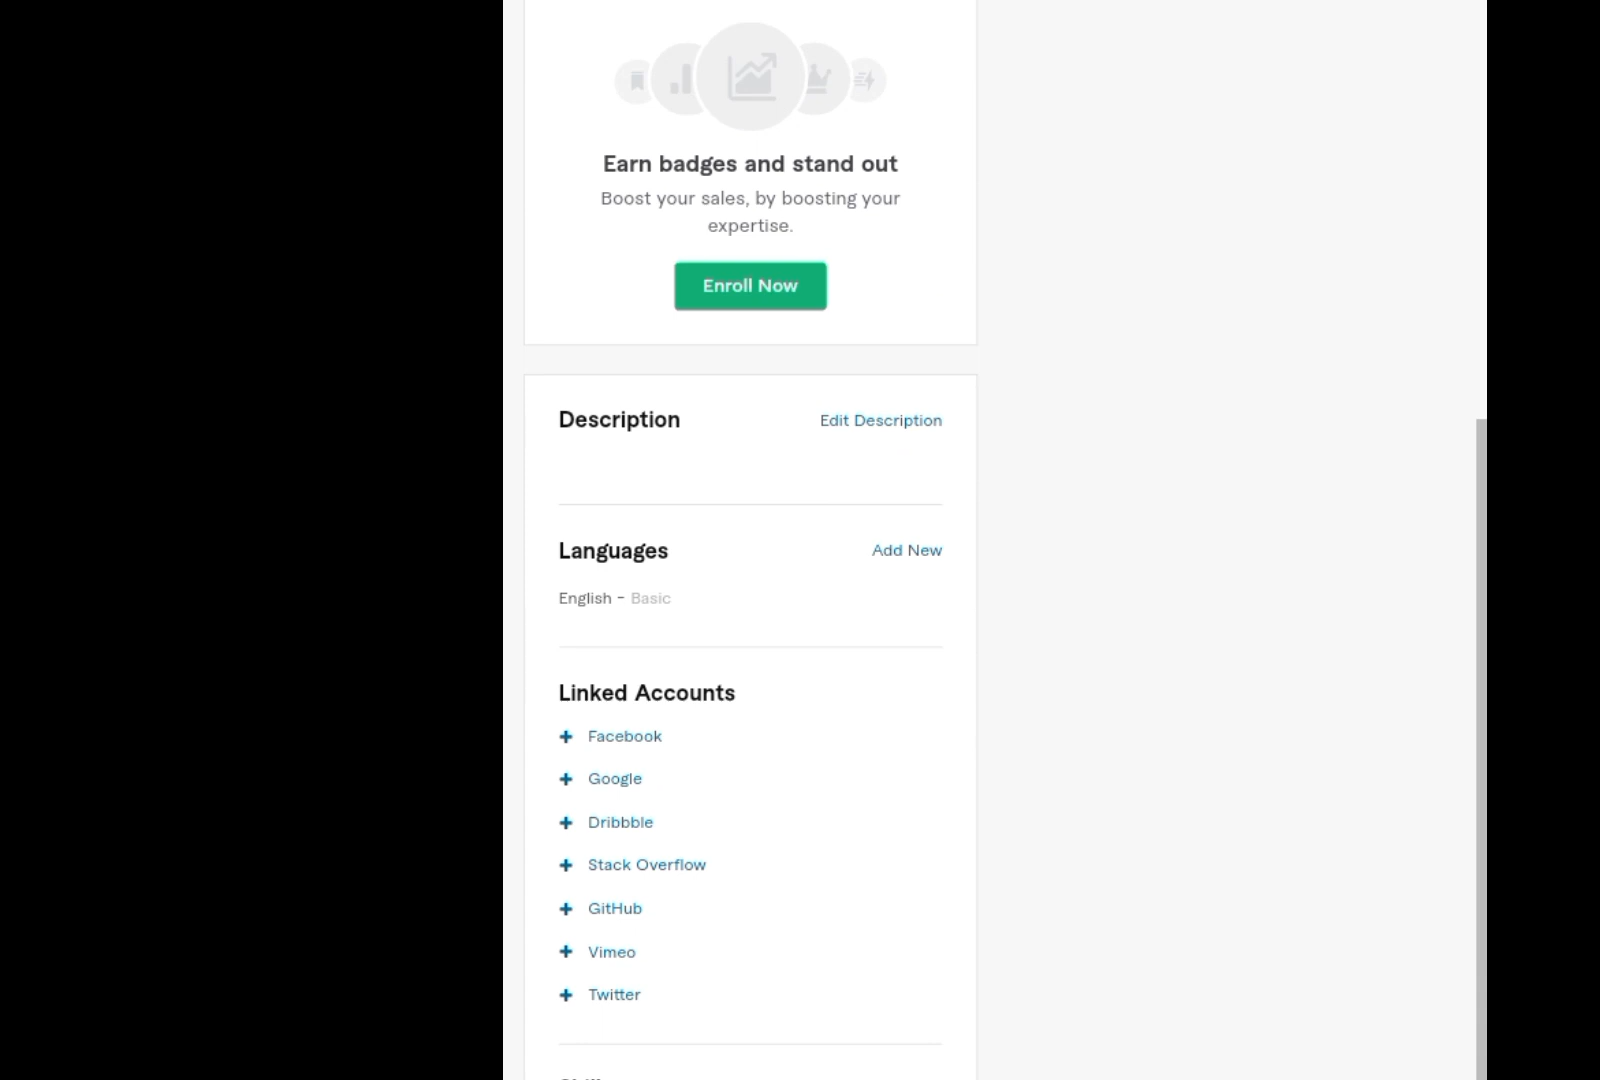 Earn badges and stand out
Boost your sales, by boosting your
expertise.
Enroll Now
Description
Edit Description
Languages
Add New
English - Basic
Linked Accounts
Facebook
Google
Dribbble
Stack Overflow
GitHub
Vimeo
Twitter